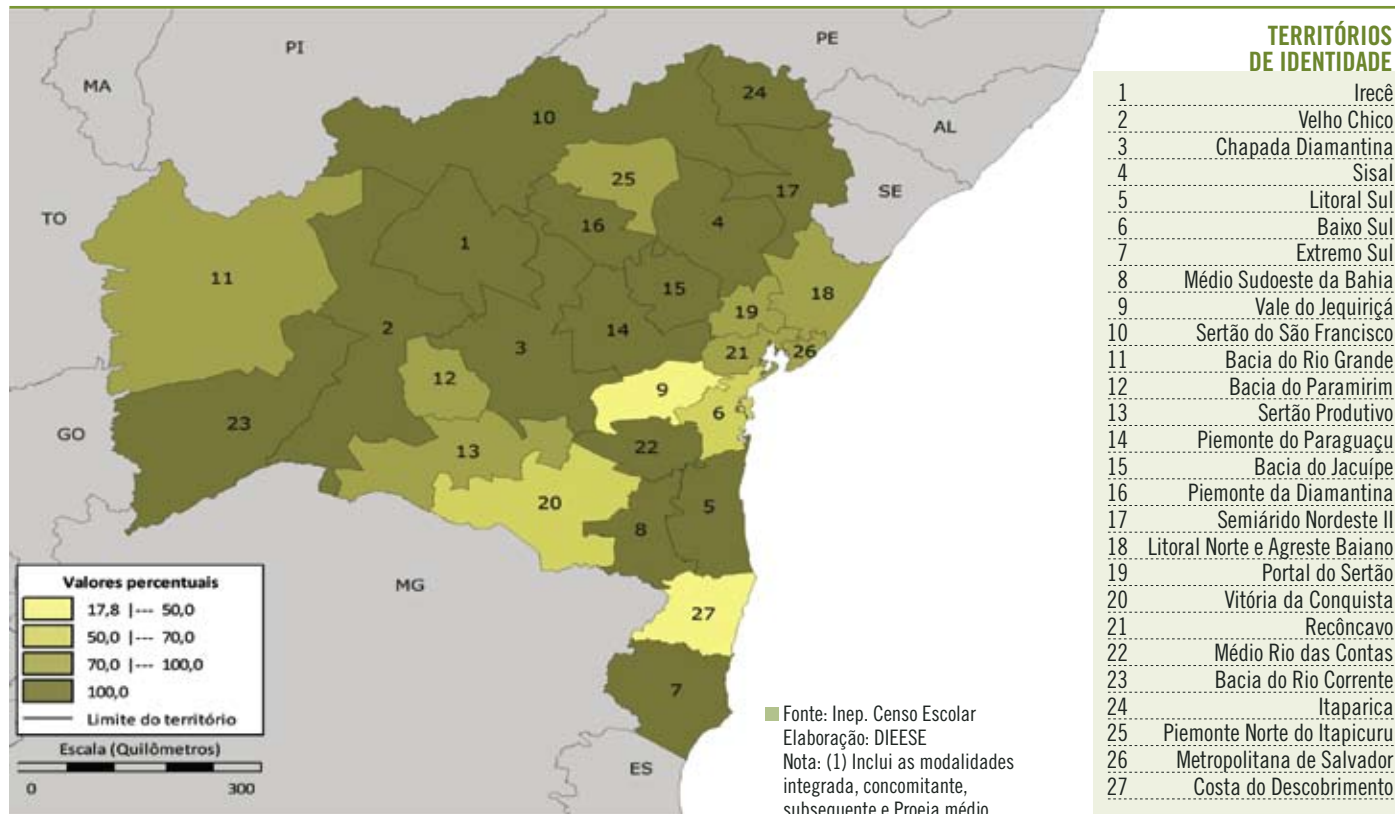 PI
PE
MA
AL
SE
TO
GO
MG
ES
24
10
25
17
16
4
1
11
15
18
19
2
14
3
21
26
12
9
6
23
13
22
20
5
8
27
7
Valores percentuais
17,8 |--- 50,0
50,0 |--- 70,0
70,0 |--- 100,0
100,0
Limite do território
Escala (Quilômetros)
0 300
Fonte: Inep. Censo Escolar
Elaboração: DIEESE
Nota: (1) Inclui as modalidades
integrada, concomitante,
subsequente e Proeja médio
TERRITÓRIOS
DE IDENTIDADE
1 Irecê
2 Velho Chico
3 Chapada Diamantina
4 Sisal
5 Litoral Sul
6 Baixo Sul
7 Extremo Sul
8 Médio Sudoeste da Bahia
9 Vale do Jequiriçá
10 Sertão do São Francisco
11 Bacia do Rio Grande
12 Bacia do Paramirim
13 Sertão Produtivo
14 Piemonte do Paraguaçu
15 Bacia do Jacuípe
16 Piemonte da Diamantina
17 Semiárido Nordeste II
18 Litoral Norte e Agreste Baiano
19 Portal do Sertão
20 Vitória da Conquista
21 Recôncavo
22 Médio Rio das Contas
23 Bacia do Rio Corrente
24 Itaparica
25 Piemonte Norte do Itapicuru
26 Metropolitana de Salvador
27 Costa do Descobrimento